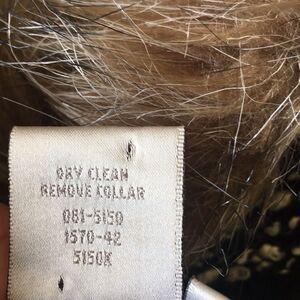 DRY CLEAN
REMOVE COLLAR
081-5150
1570-42
5150K